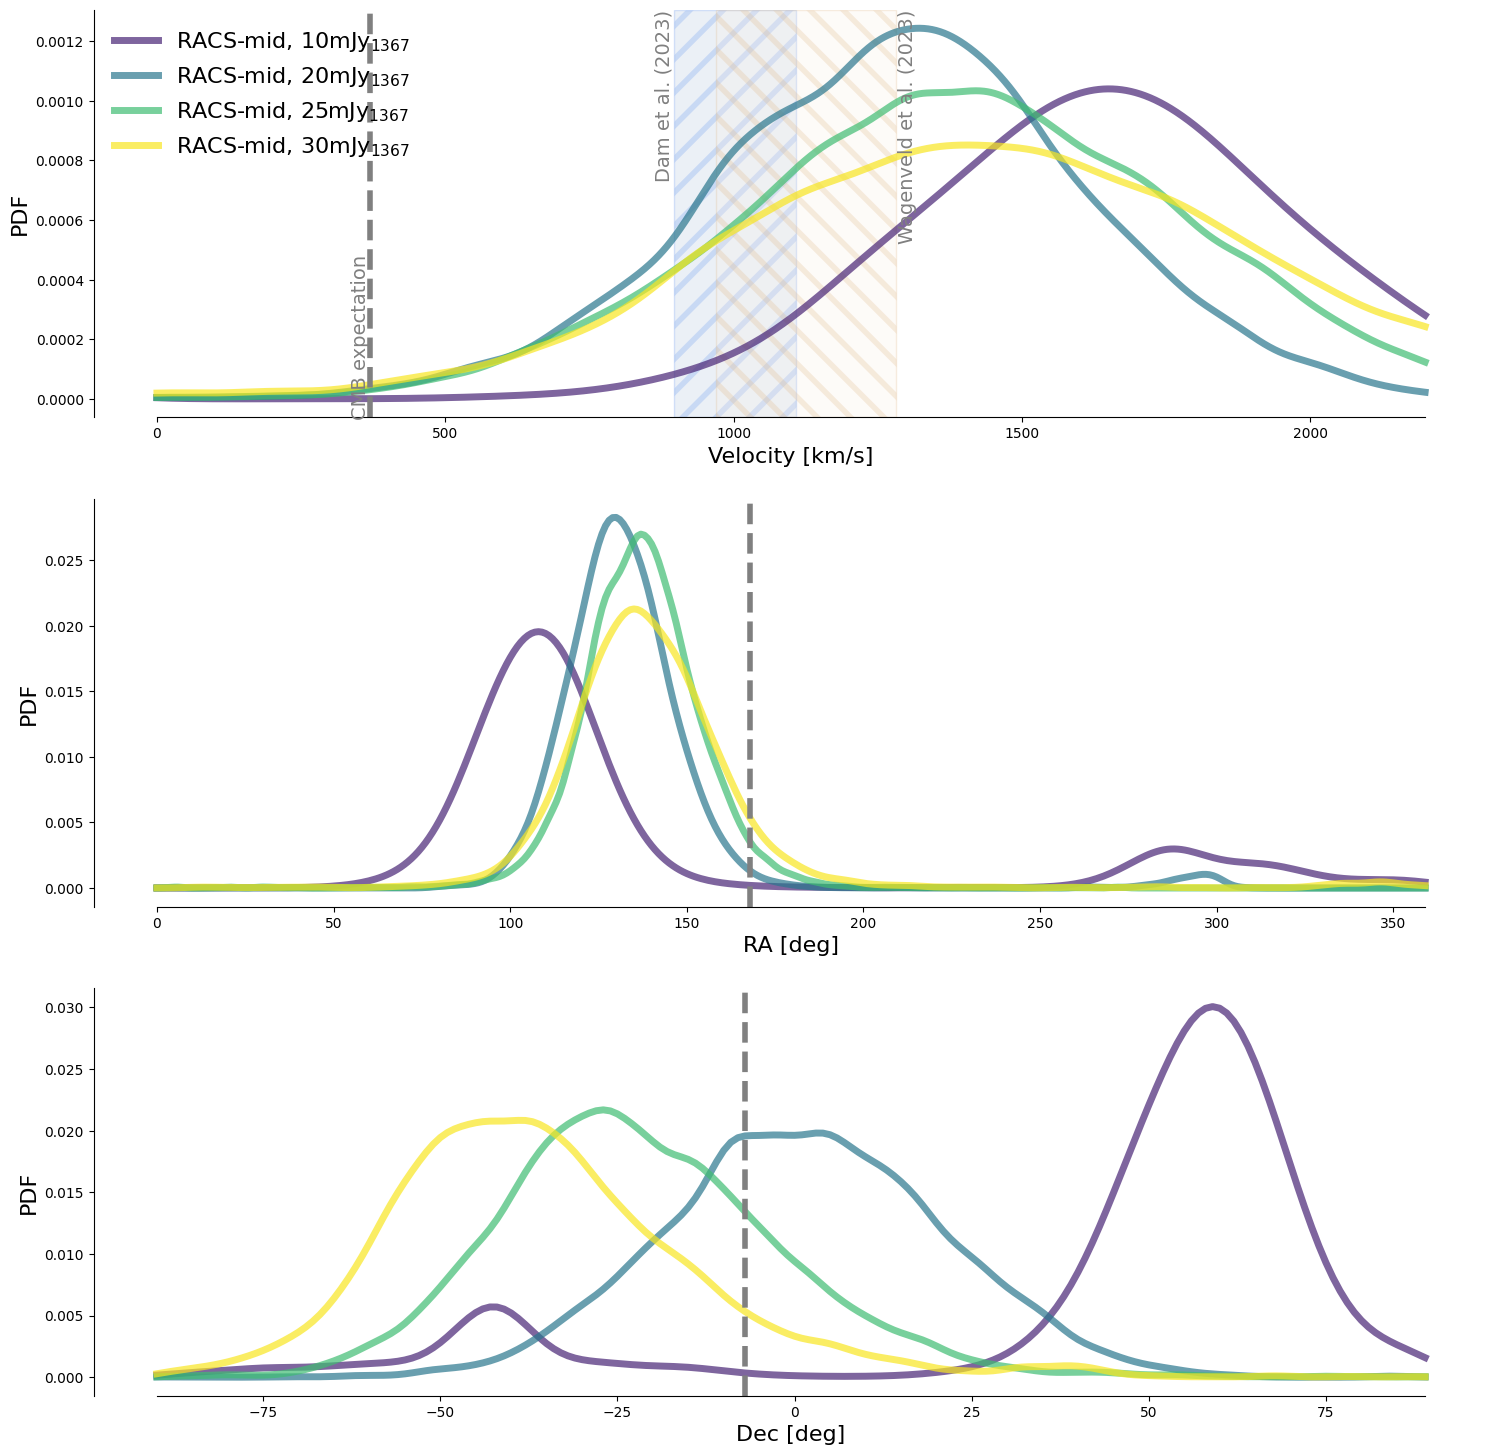 RACS-mid, 10mJy1367
RACS-mid, 20mJy1367
RACS-mid, 25mJy1367
RACS-mid, 30mJy1367
CMB expectation
Dam et al. (2023)
Wagenveld et al. (2023)
PDF
0.0012
0.0010
0.0008
0.0006
0.0004
0.0002
0.0000
0 500 1000 1500 2000
Velocity [km/s]
PDF
0.025
0.020
0.015
0.010
0.005
0.000
0 50 100 150 200 250 300 350
RA [deg]
PDF
0.030
0.025
0.020
0.015
0.010
0.005
0.000
−75 −50 −25 0 25 50 75
Dec [deg]